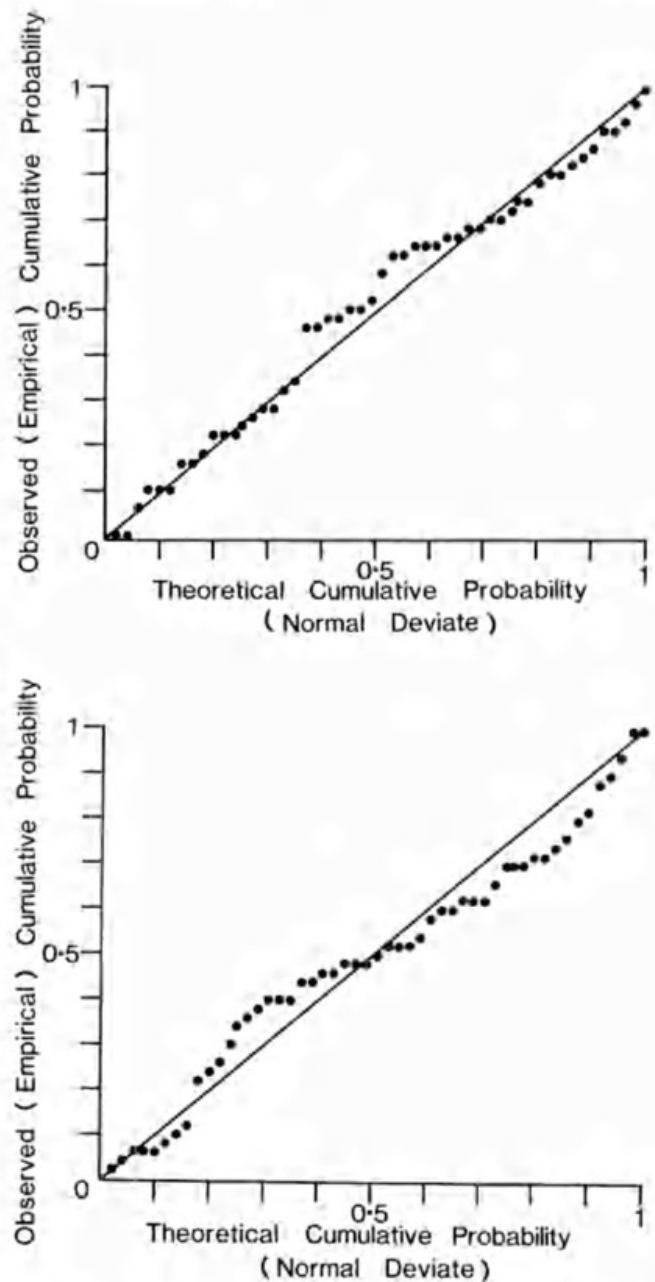 Observed (Empirical) Cumulative Probability
1
0·5
0
0·5
1
Theoretical Cumulative Probability
(Normal Deviate)
Observed (Empirical) Cumulative Probability
1
0·5
0
0·5
1
Theoretical Cumulative Probability
(Normal Deviate)